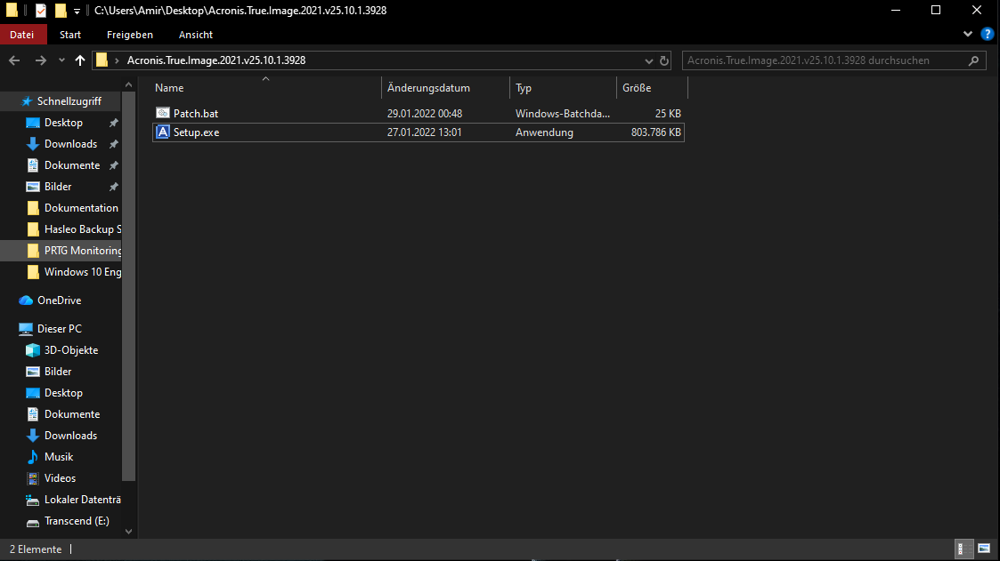 C:\Users\Amir\Desktop\Acronis.True.Image.2021.v25.10.1.3928
Datei Start Freigeben Ansicht ?
Acronis.True.Image.2021.v25.10.1.3928 Acronis.True.Image.2021.v25.10.1.3928 durchsuchen
Name Änderungsdatum Typ Größe
Patch.bat 29.01.2022 00:48 Windows-Batchda... 25 KB
Setup.exe 27.01.2022 13:01 Anwendung 803.786 KB
Schnellzugriff
Desktop
Downloads
Dokumente
Bilder
Dokumentation
Hasleo Backup S
PRTG Monitoring
Windows 10 Eng
OneDrive
Dieser PC
3D-Objekte
Bilder
Desktop
Dokumente
Downloads
Musik
Videos
Lokaler Datenträ
Transcend (E:)
2 Elemente